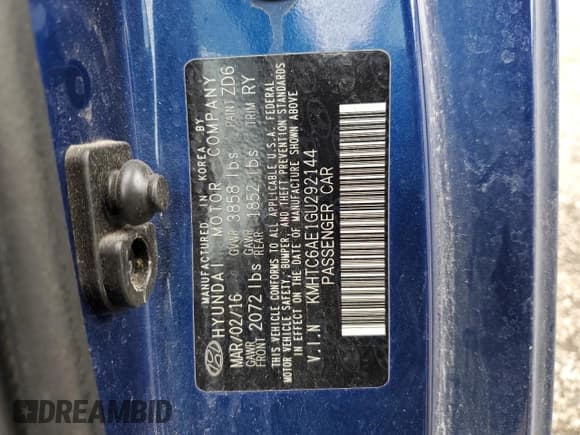 MANUFACTURED IN KOREA BY
HYUNDAI MOTOR COMPANY
MAR/02/16 GVWR 3858 lbs PAINT ZD6
GAWR FRONT 2072 lbs GAWR REAR 1852 lbs TRIM RY
THIS VEHICLE CONFORMS TO ALL APPLICABLE U.S.A. FEDERAL
MOTOR VEHICLE SAFETY, BUMPER, AND THEFT PREVENTION STANDARDS
IN EFFECT ON THE DATE OF MANUFACTURE SHOWN ABOVE
V.I.N KMHTC6AE1GU292144
PASSENGER CAR
DREAMBID